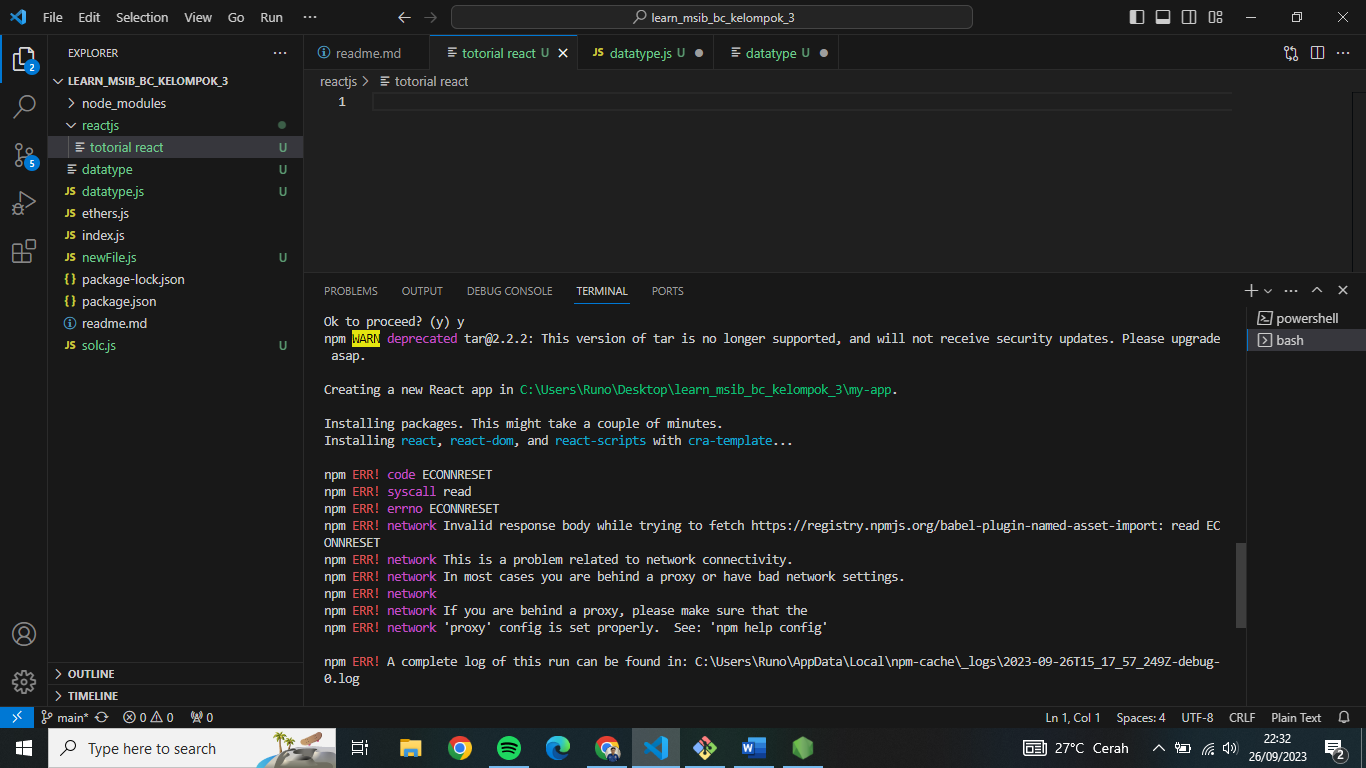 File Edit Selection View Go Run ···
learn_msib_bc_kelompok_3
EXPLORER
LEARN_MSIB_BC_KELOMPOK_3
node_modules
reactjs
totorial react U
datatype U
JS datatype.js U
JS ethers.js
JS index.js
JS newFile.js U
{} package-lock.json
{} package.json
readme.md
JS solc.js U
OUTLINE
TIMELINE
2
5
readme.md
totorial react U
JS datatype.js U
datatype U
reactjs > totorial react
1
PROBLEMS OUTPUT DEBUG CONSOLE TERMINAL PORTS
Ok to proceed? (y) y
npm WARN deprecated tar@2.2.2: This version of tar is no longer supported, and will not receive security updates. Please upgrade
asap.
Creating a new React app in C:\Users\Runo\Desktop\learn_msib_bc_kelompok_3\my-app.
Installing packages. This might take a couple of minutes.
Installing react, react-dom, and react-scripts with cra-template...
npm ERR! code ECONNRESET
npm ERR! syscall read
npm ERR! errno ECONNRESET
npm ERR! network Invalid response body while trying to fetch https://registry.npmjs.org/babel-plugin-named-asset-import: read EC
ONNRESET
npm ERR! network This is a problem related to network connectivity.
npm ERR! network In most cases you are behind a proxy or have bad network settings.
npm ERR! network
npm ERR! network If you are behind a proxy, please make sure that the
npm ERR! network 'proxy' config is set properly.  See: 'npm help config'
npm ERR! A complete log of this run can be found in: C:\Users\Runo\AppData\Local\npm-cache\_logs\2023-09-26T15_17_57_249Z-debug-
0.log
powershell
bash
main* 0 0 0
Ln 1, Col 1 Spaces: 4 UTF-8 CRLF Plain Text
Type here to search
27°C Cerah
22:32
26/09/2023
2